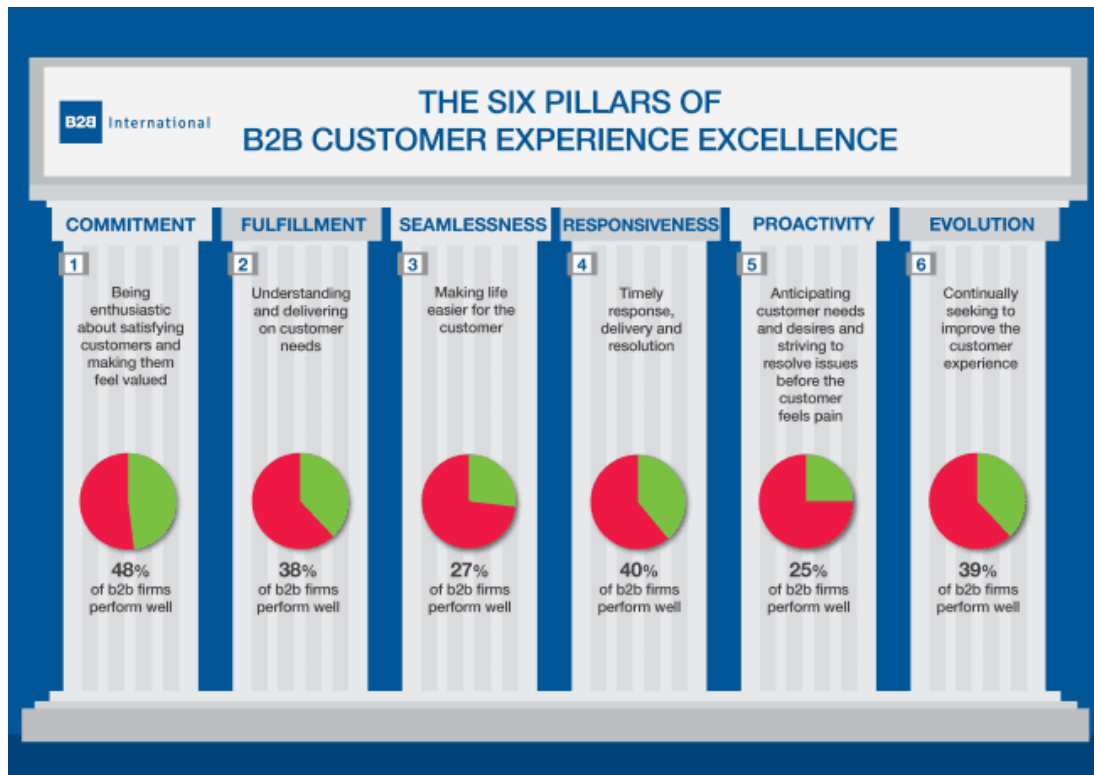 B2B International
THE SIX PILLARS OF
B2B CUSTOMER EXPERIENCE EXCELLENCE
COMMITMENT
1
Being
enthusiastic
about satisfying
customers and
making them
feel valued
48%
of b2b firms
perform well
FULFILLMENT
2
Understanding
and delivering
on customer
needs
38%
of b2b firms
perform well
SEAMLESSNESS
3
Making life
easier for the
customer
27%
of b2b firms
perform well
RESPONSIVENESS
4
Timely
response,
delivery and
resolution
40%
of b2b firms
perform well
PROACTIVITY
5
Anticipating
customer needs
and desires and
striving to
resolve issues
before the
customer
feels pain
25%
of b2b firms
perform well
EVOLUTION
6
Continually
seeking to
improve the
customer
experience
39%
of b2b firms
perform well